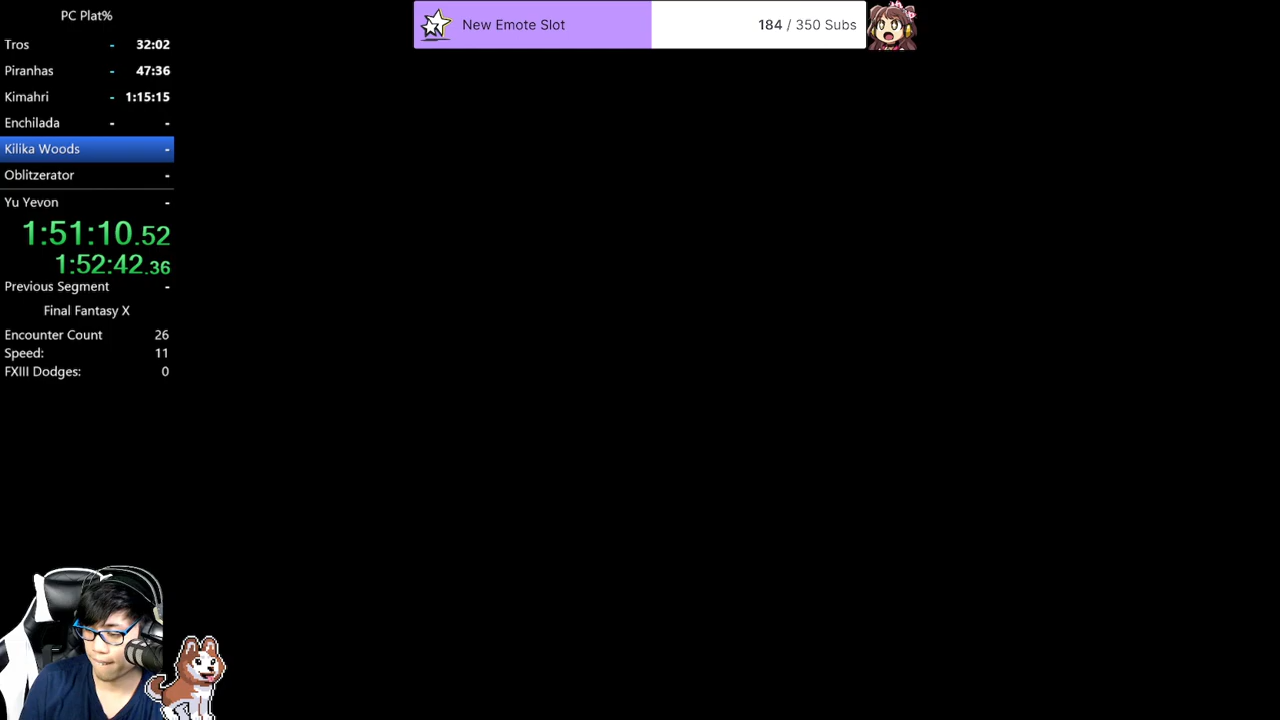 PC Plat%
New Emote Slot 184 / 350 Subs
Tros - 32:02
Piranhas - 47:36
Kimahri - 1:15:15
Enchilada - -
Kilika Woods -
Oblitzerator -
Yu Yevon -
1:51:10.52
1:52:42.36
Previous Segment -
Final Fantasy X
Encounter Count 26
Speed: 11
FXIII Dodges: 0